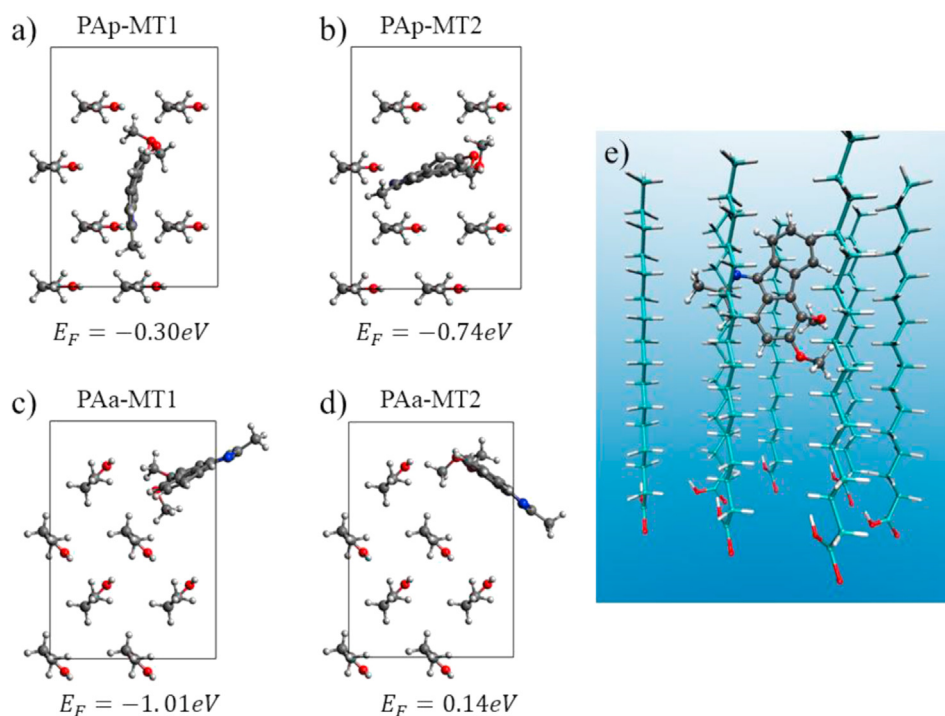 a)
PAp-MT1
b)
PAp-MT2
E_F = −0.30eV
E_F = −0.74eV
e)
c)
PAa-MT1
d)
PAa-MT2
E_F = −1.01eV
E_F = 0.14eV